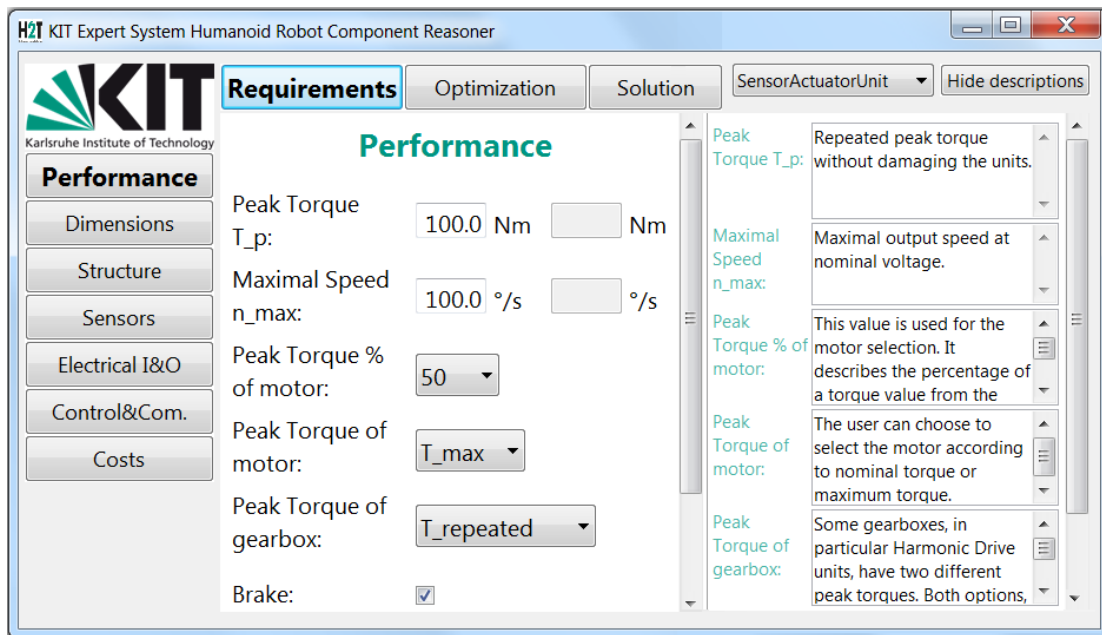 H2T KIT Expert System Humanoid Robot Component Reasoner
KIT
Karlsruhe Institute of Technology
Requirements
Optimization
Solution
SensorActuatorUnit
Hide descriptions
Performance
Dimensions
Structure
Sensors
Electrical I&O
Control&Com.
Costs
Performance
Peak Torque
T_p:
100.0 Nm
Nm
Maximal Speed
n_max:
100.0 °/s
°/s
Peak Torque %
of motor:
50
Peak Torque of
motor:
T_max
Peak Torque of
gearbox:
T_repeated
Brake:
Peak
Torque T_p:
Repeated peak torque
without damaging the units.
Maximal
Speed
n_max:
Maximal output speed at
nominal voltage.
Peak
Torque % of
motor:
This value is used for the
motor selection. It
describes the percentage of
a torque value from the
Peak
Torque of
motor:
The user can choose to
select the motor according
to nominal torque or
maximum torque.
Peak
Torque of
gearbox:
Some gearboxes, in
particular Harmonic Drive
units, have two different
peak torques. Both options,